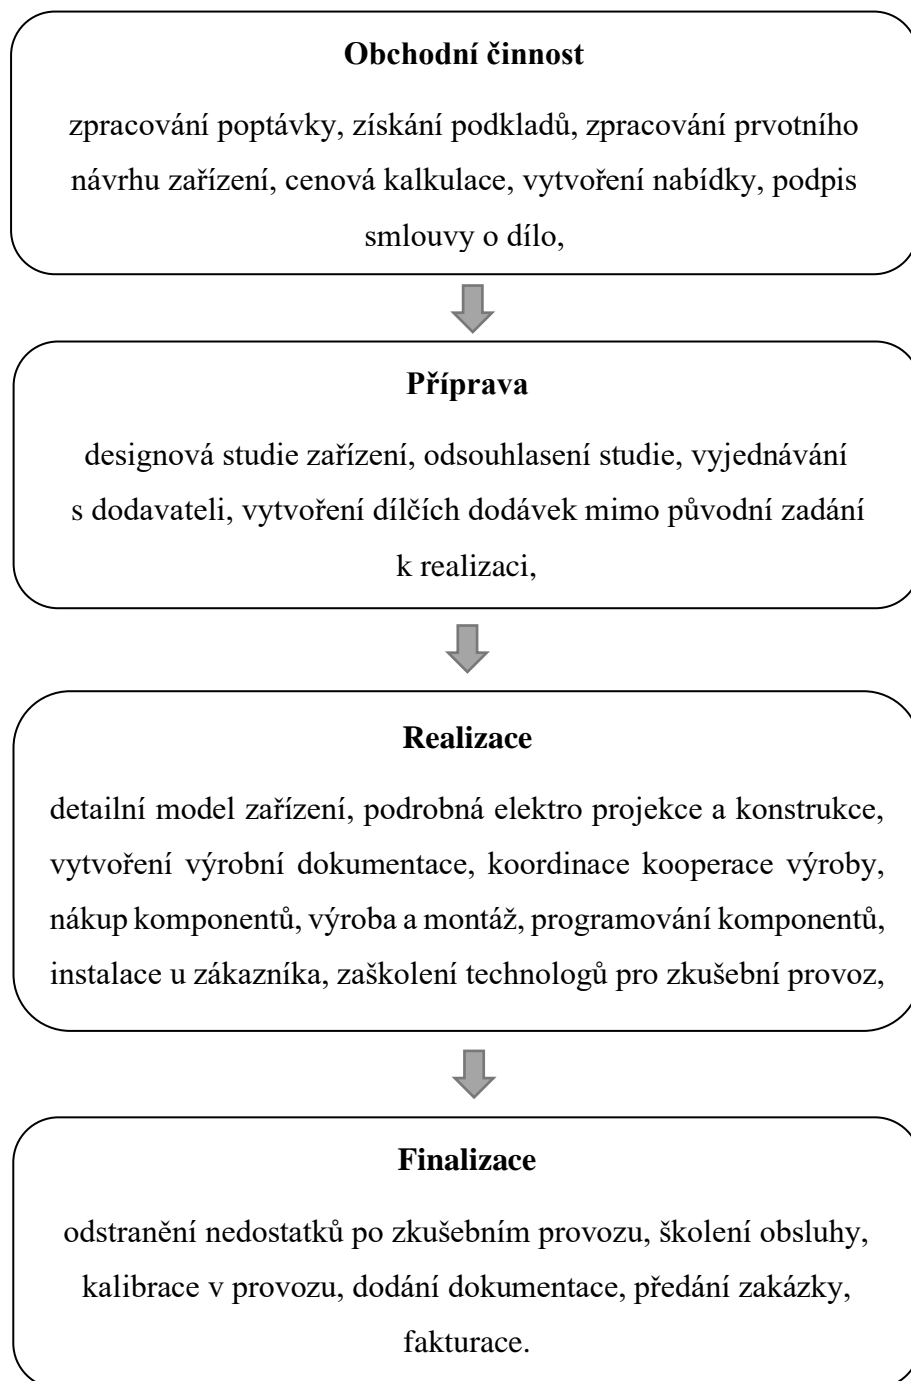 Obchodní činnost
zpracování poptávky, získání podkladů, zpracování prvotního
návrhu zařízení, cenová kalkulace, vytvoření nabídky, podpis
smlouvy o dílo,
Příprava
designová studie zařízení, odsouhlasení studie, vyjednávání
s dodavateli, vytvoření dílčích dodávek mimo původní zadání
k realizaci,
Realizace
detailní model zařízení, podrobná elektro projekce a konstrukce,
vytvoření výrobní dokumentace, koordinace kooperace výroby,
nákup komponentů, výroba a montáž, programování komponentů,
instalace u zákazníka, zaškolení technologů pro zkušební provoz,
Finalizace
odstranění nedostatků po zkušebním provozu, školení obsluhy,
kalibrace v provozu, dodání dokumentace, předání zakázky,
fakturace.